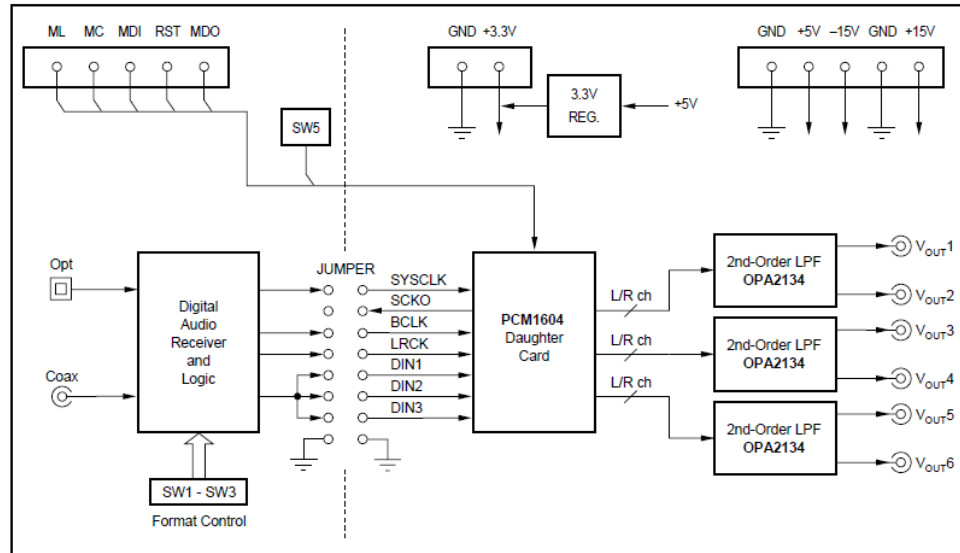 ML MC MDI RST MDO
GND +3.3V
GND +5V –15V GND +15V
3.3V
REG.
+5V
SW5
Opt
Coax
Digital
Audio
Receiver
and
Logic
SW1 - SW3
Format Control
JUMPER
SYSCLK
SCKO
BCLK
LRCK
DIN1
DIN2
DIN3
PCM1604
Daughter
Card
L/R ch
L/R ch
L/R ch
2nd-Order LPF
OPA2134
2nd-Order LPF
OPA2134
2nd-Order LPF
OPA2134
VOUT1
VOUT2
VOUT3
VOUT4
VOUT5
VOUT6